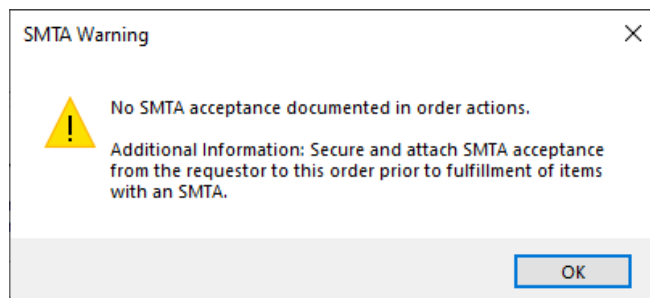 SMTA Warning
No SMTA acceptance documented in order actions.
Additional Information: Secure and attach SMTA acceptance
from the requestor to this order prior to fulfillment of items
with an SMTA.
OK